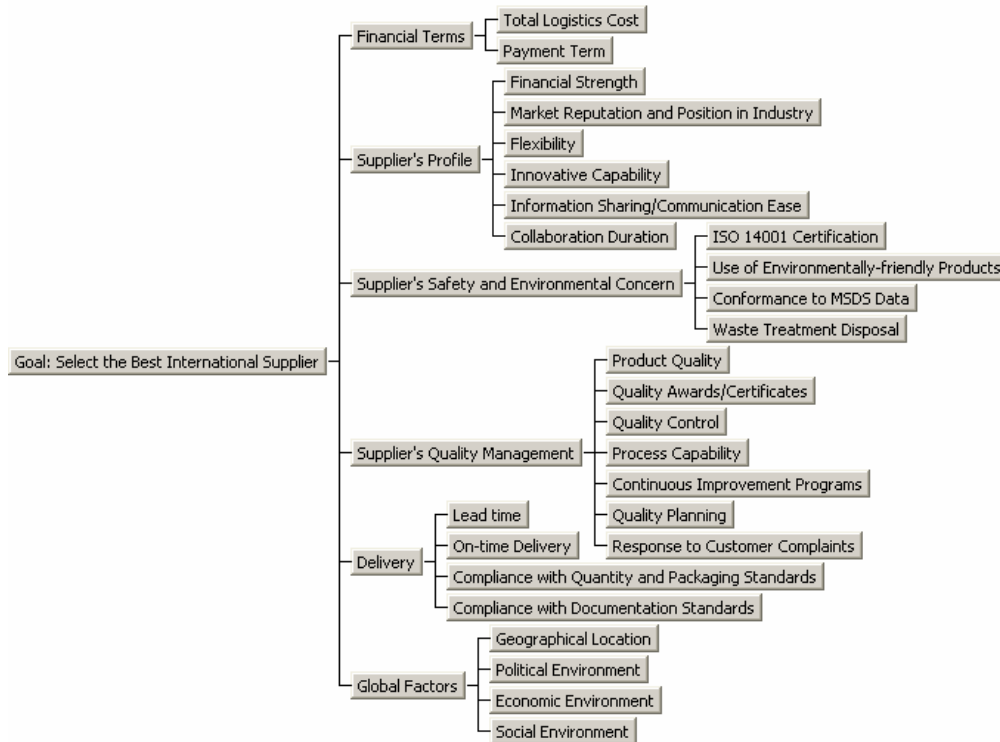 Goal: Select the Best International Supplier
Financial Terms
Total Logistics Cost
Payment Term
Supplier's Profile
Financial Strength
Market Reputation and Position in Industry
Flexibility
Innovative Capability
Information Sharing/Communication Ease
Collaboration Duration
Supplier's Safety and Environmental Concern
ISO 14001 Certification
Use of Environmentally-friendly Products
Conformance to MSDS Data
Waste Treatment Disposal
Supplier's Quality Management
Product Quality
Quality Awards/Certificates
Quality Control
Process Capability
Continuous Improvement Programs
Quality Planning
Response to Customer Complaints
Delivery
Lead time
On-time Delivery
Compliance with Quantity and Packaging Standards
Compliance with Documentation Standards
Global Factors
Geographical Location
Political Environment
Economic Environment
Social Environment